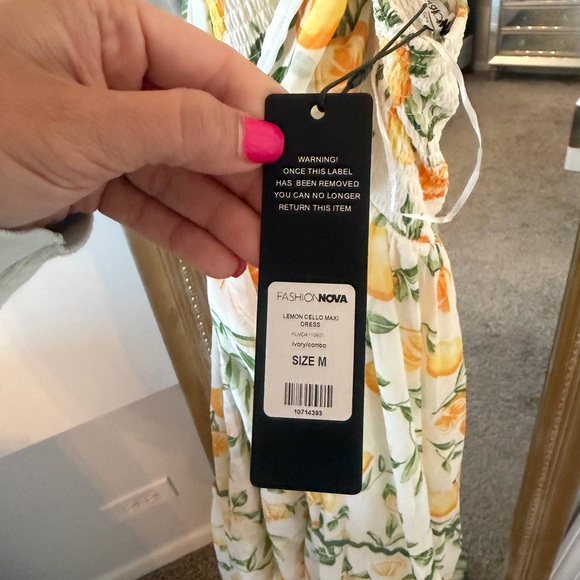 WARNING!
ONCE THIS LABEL
HAS BEEN REMOVED
YOU CAN NO LONGER
RETURN THIS ITEM
FASHIONNOVA
LEMON CELLO MAXI
DRESS
Ivory/combo
SIZE M
10714393